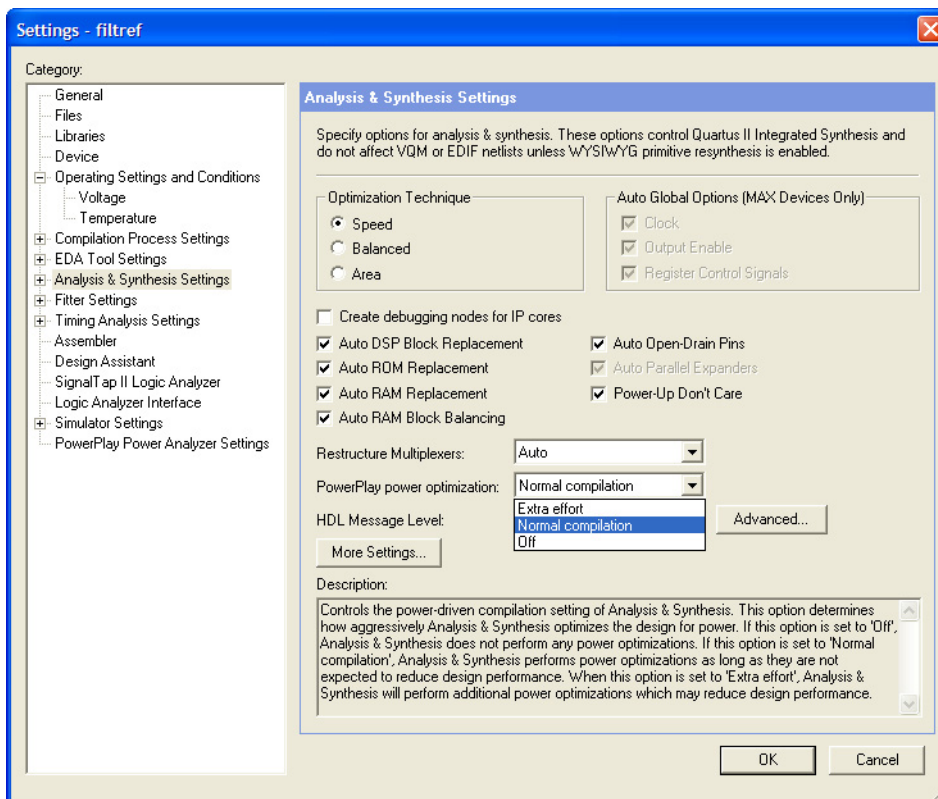 Settings - filtref
Category:
General
Files
Libraries
Device
Operating Settings and Conditions
Voltage
Temperature
Compilation Process Settings
EDA Tool Settings
Analysis & Synthesis Settings
Fitter Settings
Timing Analysis Settings
Assembler
Design Assistant
SignalTap II Logic Analyzer
Logic Analyzer Interface
Simulator Settings
PowerPlay Power Analyzer Settings
Analysis & Synthesis Settings
Specify options for analysis & synthesis. These options control Quartus II Integrated Synthesis and
do not affect VQM or EDIF netlists unless WYSIWYG primitive resynthesis is enabled.
Optimization Technique
Speed
Balanced
Area
Auto Global Options (MAX Devices Only)
Clock
Output Enable
Register Control Signals
Create debugging nodes for IP cores
Auto DSP Block Replacement
Auto Open-Drain Pins
Auto ROM Replacement
Auto Parallel Expanders
Auto RAM Replacement
Power-Up Don't Care
Auto RAM Block Balancing
Restructure Multiplexers: Auto
PowerPlay power optimization: Normal compilation
Extra effort
Normal compilation
Off
HDL Message Level:
Advanced...
More Settings...
Description:
Controls the power-driven compilation setting of Analysis & Synthesis. This option determines
how aggressively Analysis & Synthesis optimizes the design for power. If this option is set to 'Off',
Analysis & Synthesis does not perform any power optimizations. If this option is set to 'Normal
compilation', Analysis & Synthesis performs power optimizations as long as they are not
expected to reduce design performance. When this option is set to 'Extra effort', Analysis &
Synthesis will perform additional power optimizations which may reduce design performance.
OK
Cancel